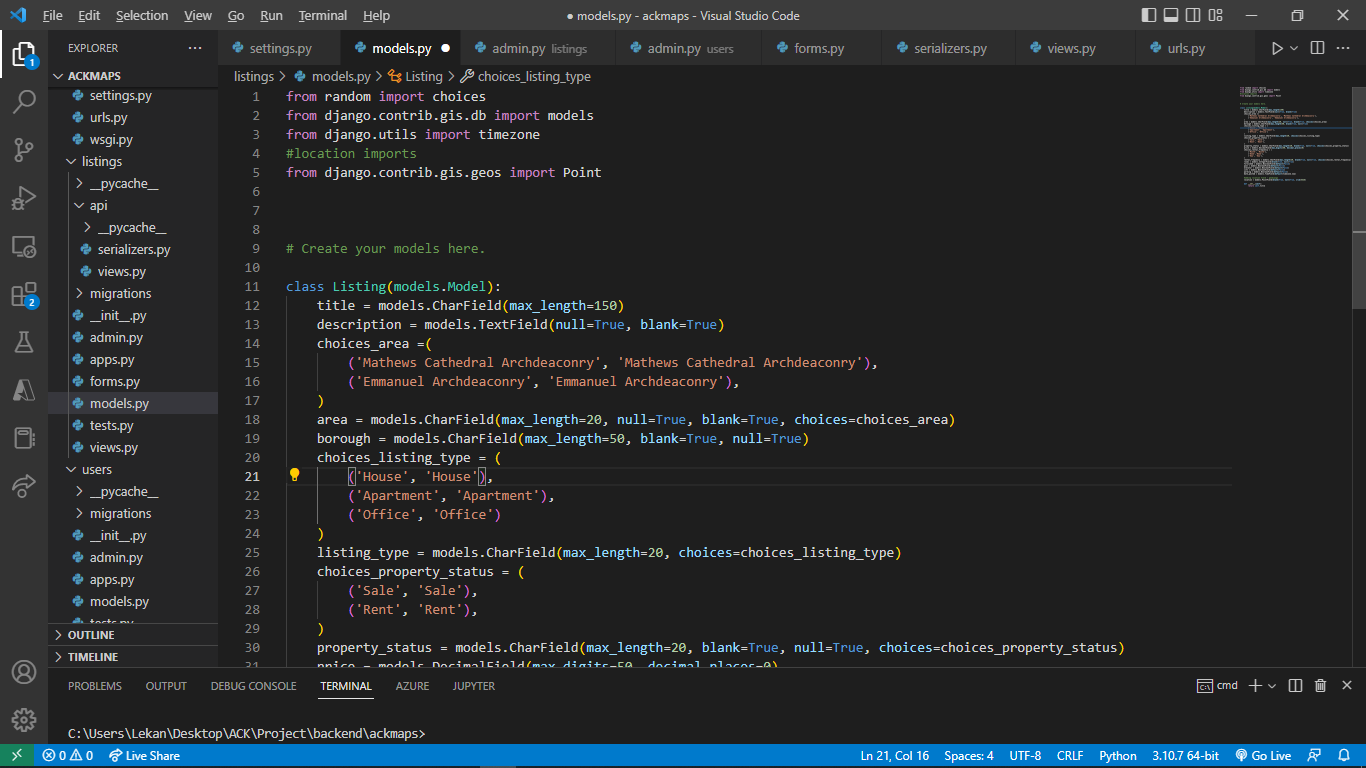 File Edit Selection View Go Run Terminal Help
● models.py - ackmaps - Visual Studio Code
EXPLORER
settings.py
models.py
admin.py listings
admin.py users
forms.py
serializers.py
views.py
urls.py
ACKMAPS
settings.py
urls.py
wsgi.py
listings
__pycache__
api
__pycache__
serializers.py
views.py
migrations
__init__.py
admin.py
apps.py
forms.py
models.py
tests.py
views.py
users
__pycache__
migrations
__init__.py
admin.py
apps.py
models.py
tests.py
OUTLINE
TIMELINE
1
2
listings > models.py > Listing > choices_listing_type
1 from random import choices
2 from django.contrib.gis.db import models
3 from django.utils import timezone
4 #location imports
5 from django.contrib.gis.geos import Point
6
7
8
9 # Create your models here.
10
11 class Listing(models.Model):
12 title = models.CharField(max_length=150)
13 description = models.TextField(null=True, blank=True)
14 choices_area =(
15 ('Mathews Cathedral Archdeaconry', 'Mathews Cathedral Archdeaconry'),
16 ('Emmanuel Archdeaconry', 'Emmanuel Archdeaconry'),
17 )
18 area = models.CharField(max_length=20, null=True, blank=True, choices=choices_area)
19 borough = models.CharField(max_length=50, blank=True, null=True)
20 choices_listing_type = (
21 ('House', 'House'),
22 ('Apartment', 'Apartment'),
23 ('Office', 'Office')
24 )
25 listing_type = models.CharField(max_length=20, choices=choices_listing_type)
26 choices_property_status = (
27 ('Sale', 'Sale'),
28 ('Rent', 'Rent'),
29 )
30 property_status = models.CharField(max_length=20, blank=True, null=True, choices=choices_property_status)
31 price = models.DecimalField(max_digits=50, decimal_places=0)
PROBLEMS OUTPUT DEBUG CONSOLE TERMINAL AZURE JUPYTER
cmd
C:\Users\Lekan\Desktop\ACK\Project\backend\ackmaps>
0 0 Live Share
Ln 21, Col 16 Spaces: 4 UTF-8 CRLF Python 3.10.7 64-bit Go Live